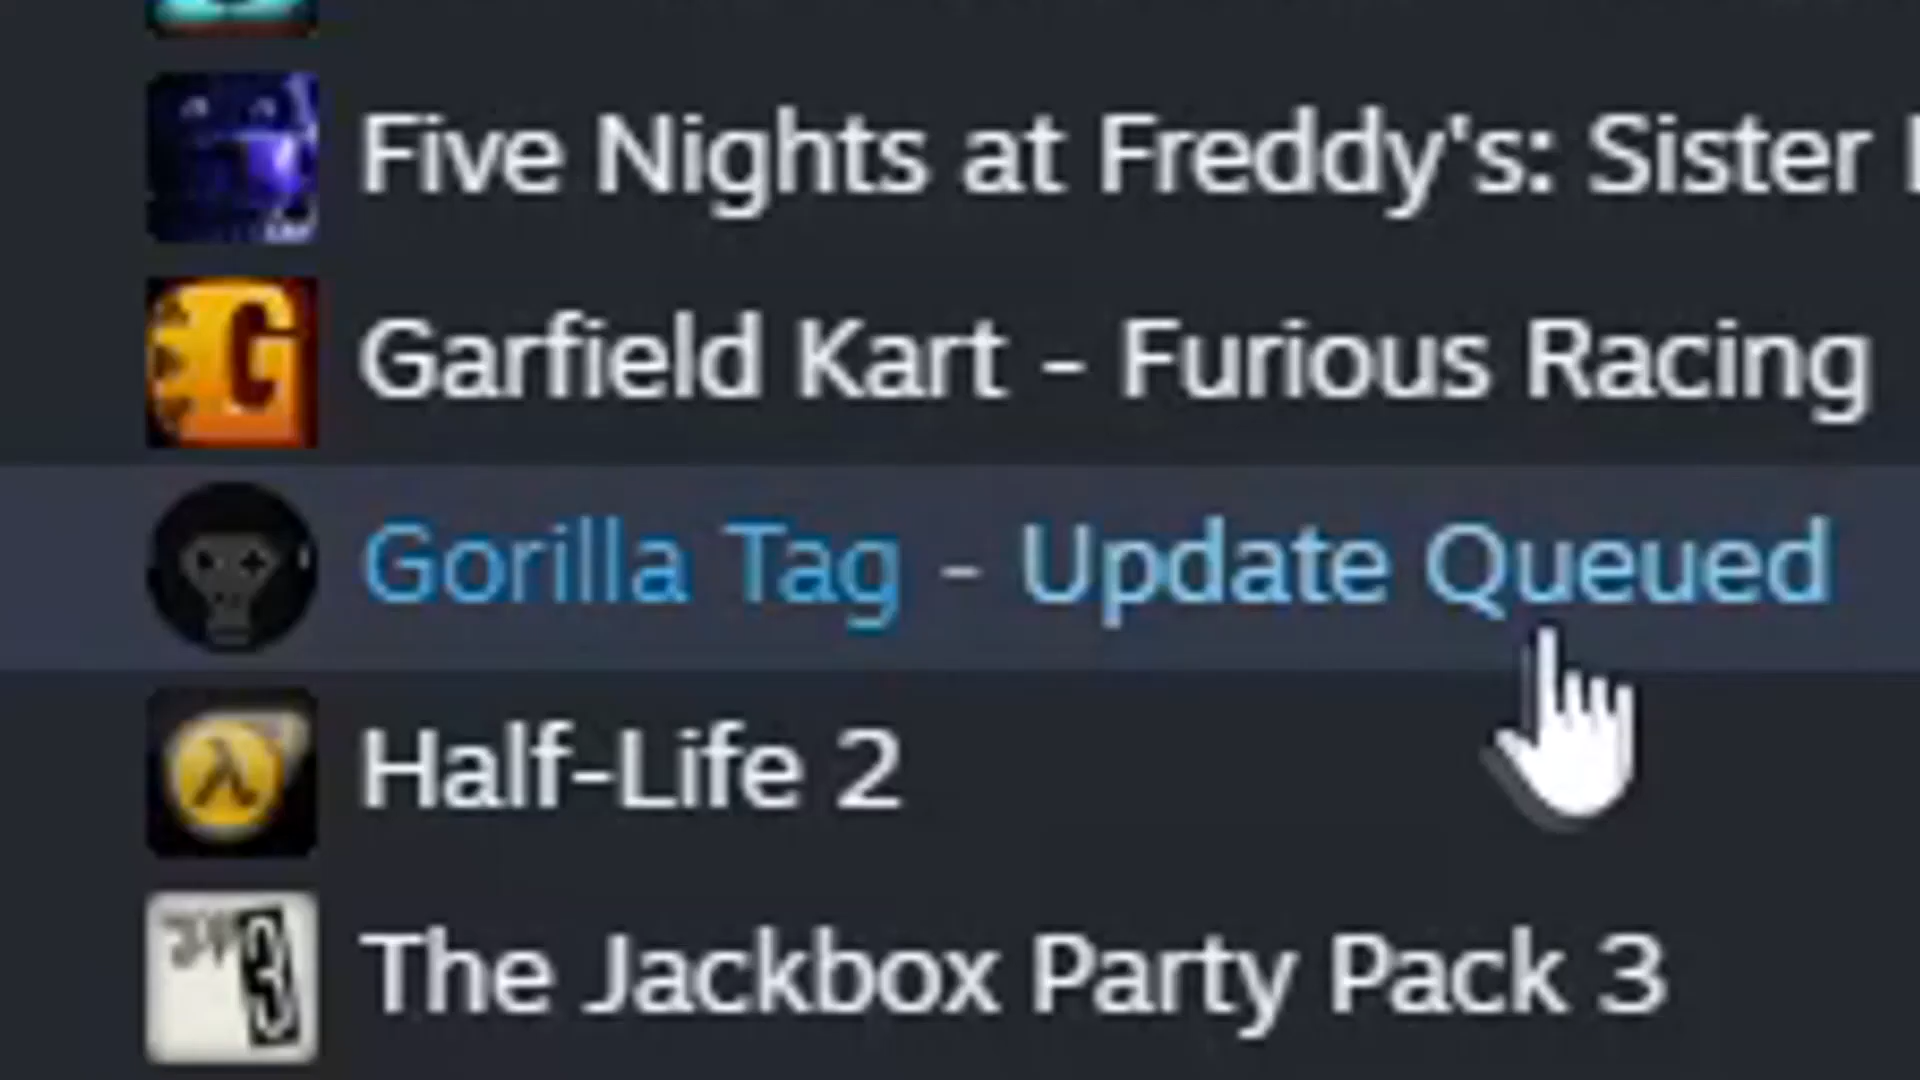 Five Nights at Freddy's: Sister
Garfield Kart - Furious Racing
Gorilla Tag - Update Queued
Half-Life 2
The Jackbox Party Pack 3